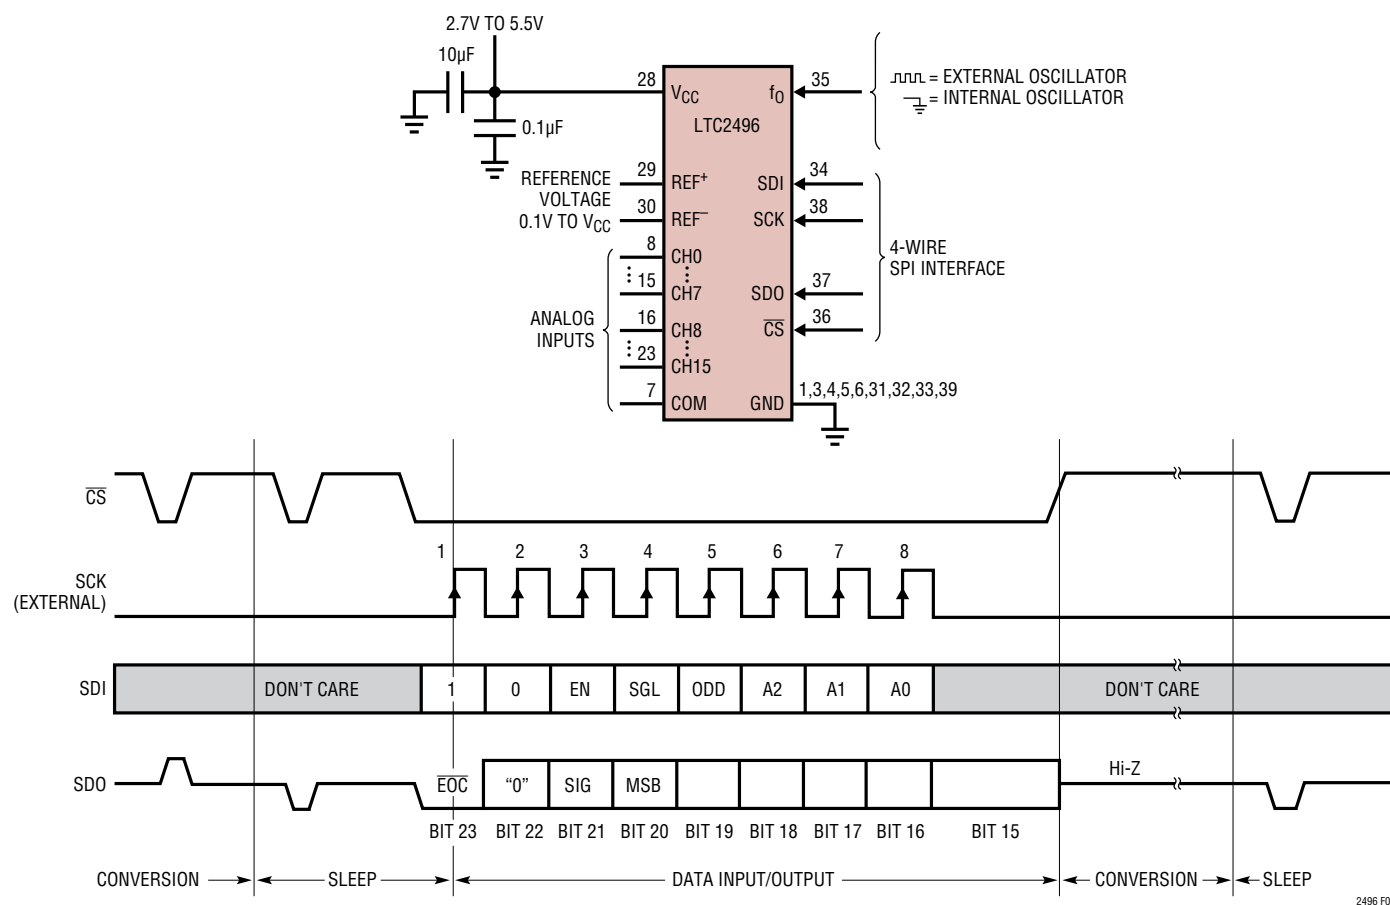 2.7V TO 5.5V
10µF
0.1µF
28
VCC
fO
35
= EXTERNAL OSCILLATOR
= INTERNAL OSCILLATOR
LTC2496
REFERENCE
VOLTAGE
0.1V TO VCC
29
REF+
30
REF–
SDI
34
SCK
38
4-WIRE
SPI INTERFACE
ANALOG
INPUTS
8
CH0
15
CH7
16
CH8
23
CH15
7
COM
SDO
37
CS
36
GND
1,3,4,5,6,31,32,33,39
CS
SCK
(EXTERNAL)
1 2 3 4 5 6 7 8
SDI
DON'T CARE 1 0 EN SGL ODD A2 A1 A0 DON'T CARE
SDO
EOC "0" SIG MSB Hi-Z
BIT 23 BIT 22 BIT 21 BIT 20 BIT 19 BIT 18 BIT 17 BIT 16 BIT 15
CONVERSION SLEEP DATA INPUT/OUTPUT CONVERSION SLEEP
2496 F0